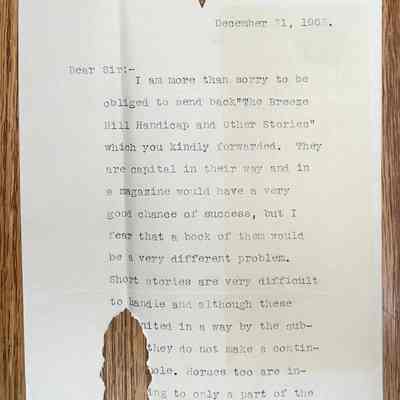 December
Dear Sir:-
I am more than sorry to be
obliged to send back"The Breeze
Hill Handicap and Other Stories"
which you kindly forwarded. They
are capital in their way and in
a magazine would have a very
good chance of success, but I
fear that a book of them would
be a very different problem.
Short stories are very difficult
to handle and although these
nited in a way by the sub-
they do not make a contin-
hole. Horses too are in-
ing to only a part of the